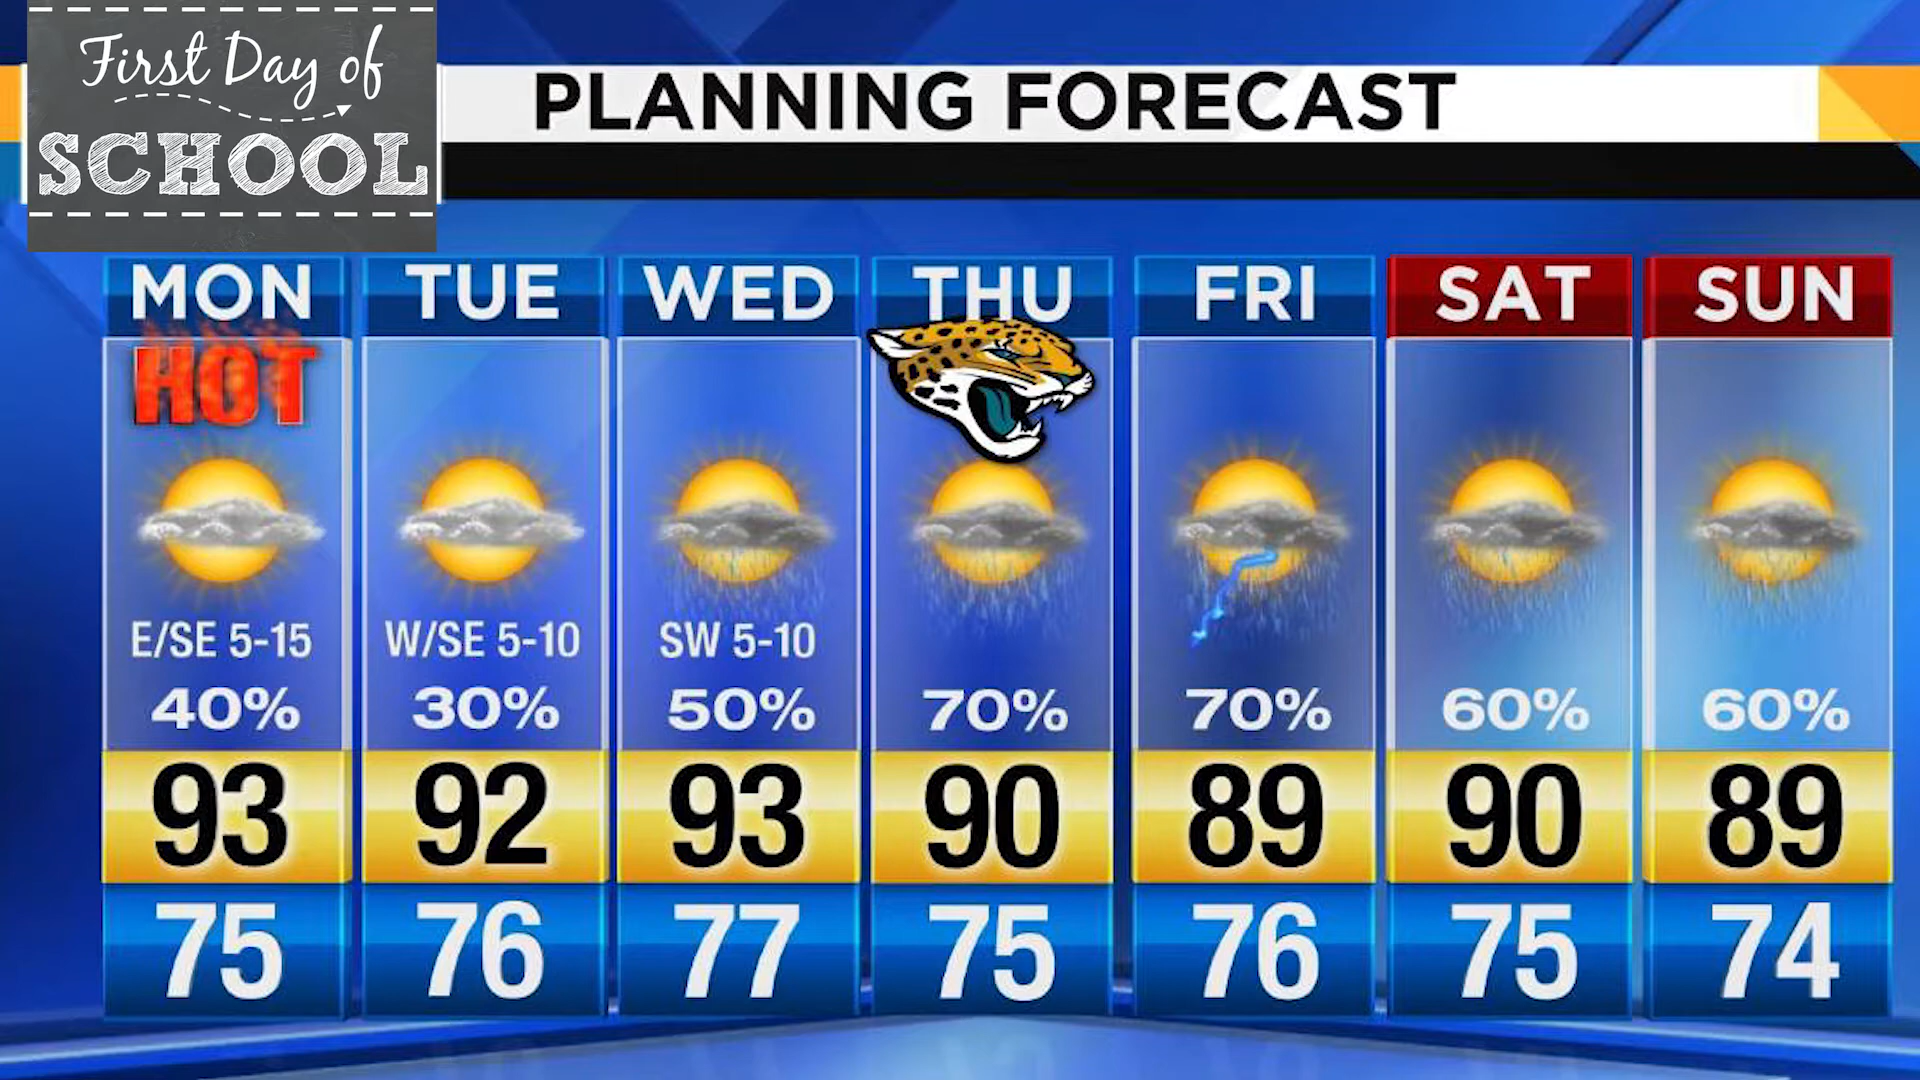 First Day of
SCHOOL
PLANNING FORECAST
MON TUE WED THU FRI SAT SUN
HOT
E/SE 5-15 W/SE 5-10 SW 5-10
40% 30% 50% 70% 70% 60% 60%
93 92 93 90 89 90 89
75 76 77 75 76 75 74